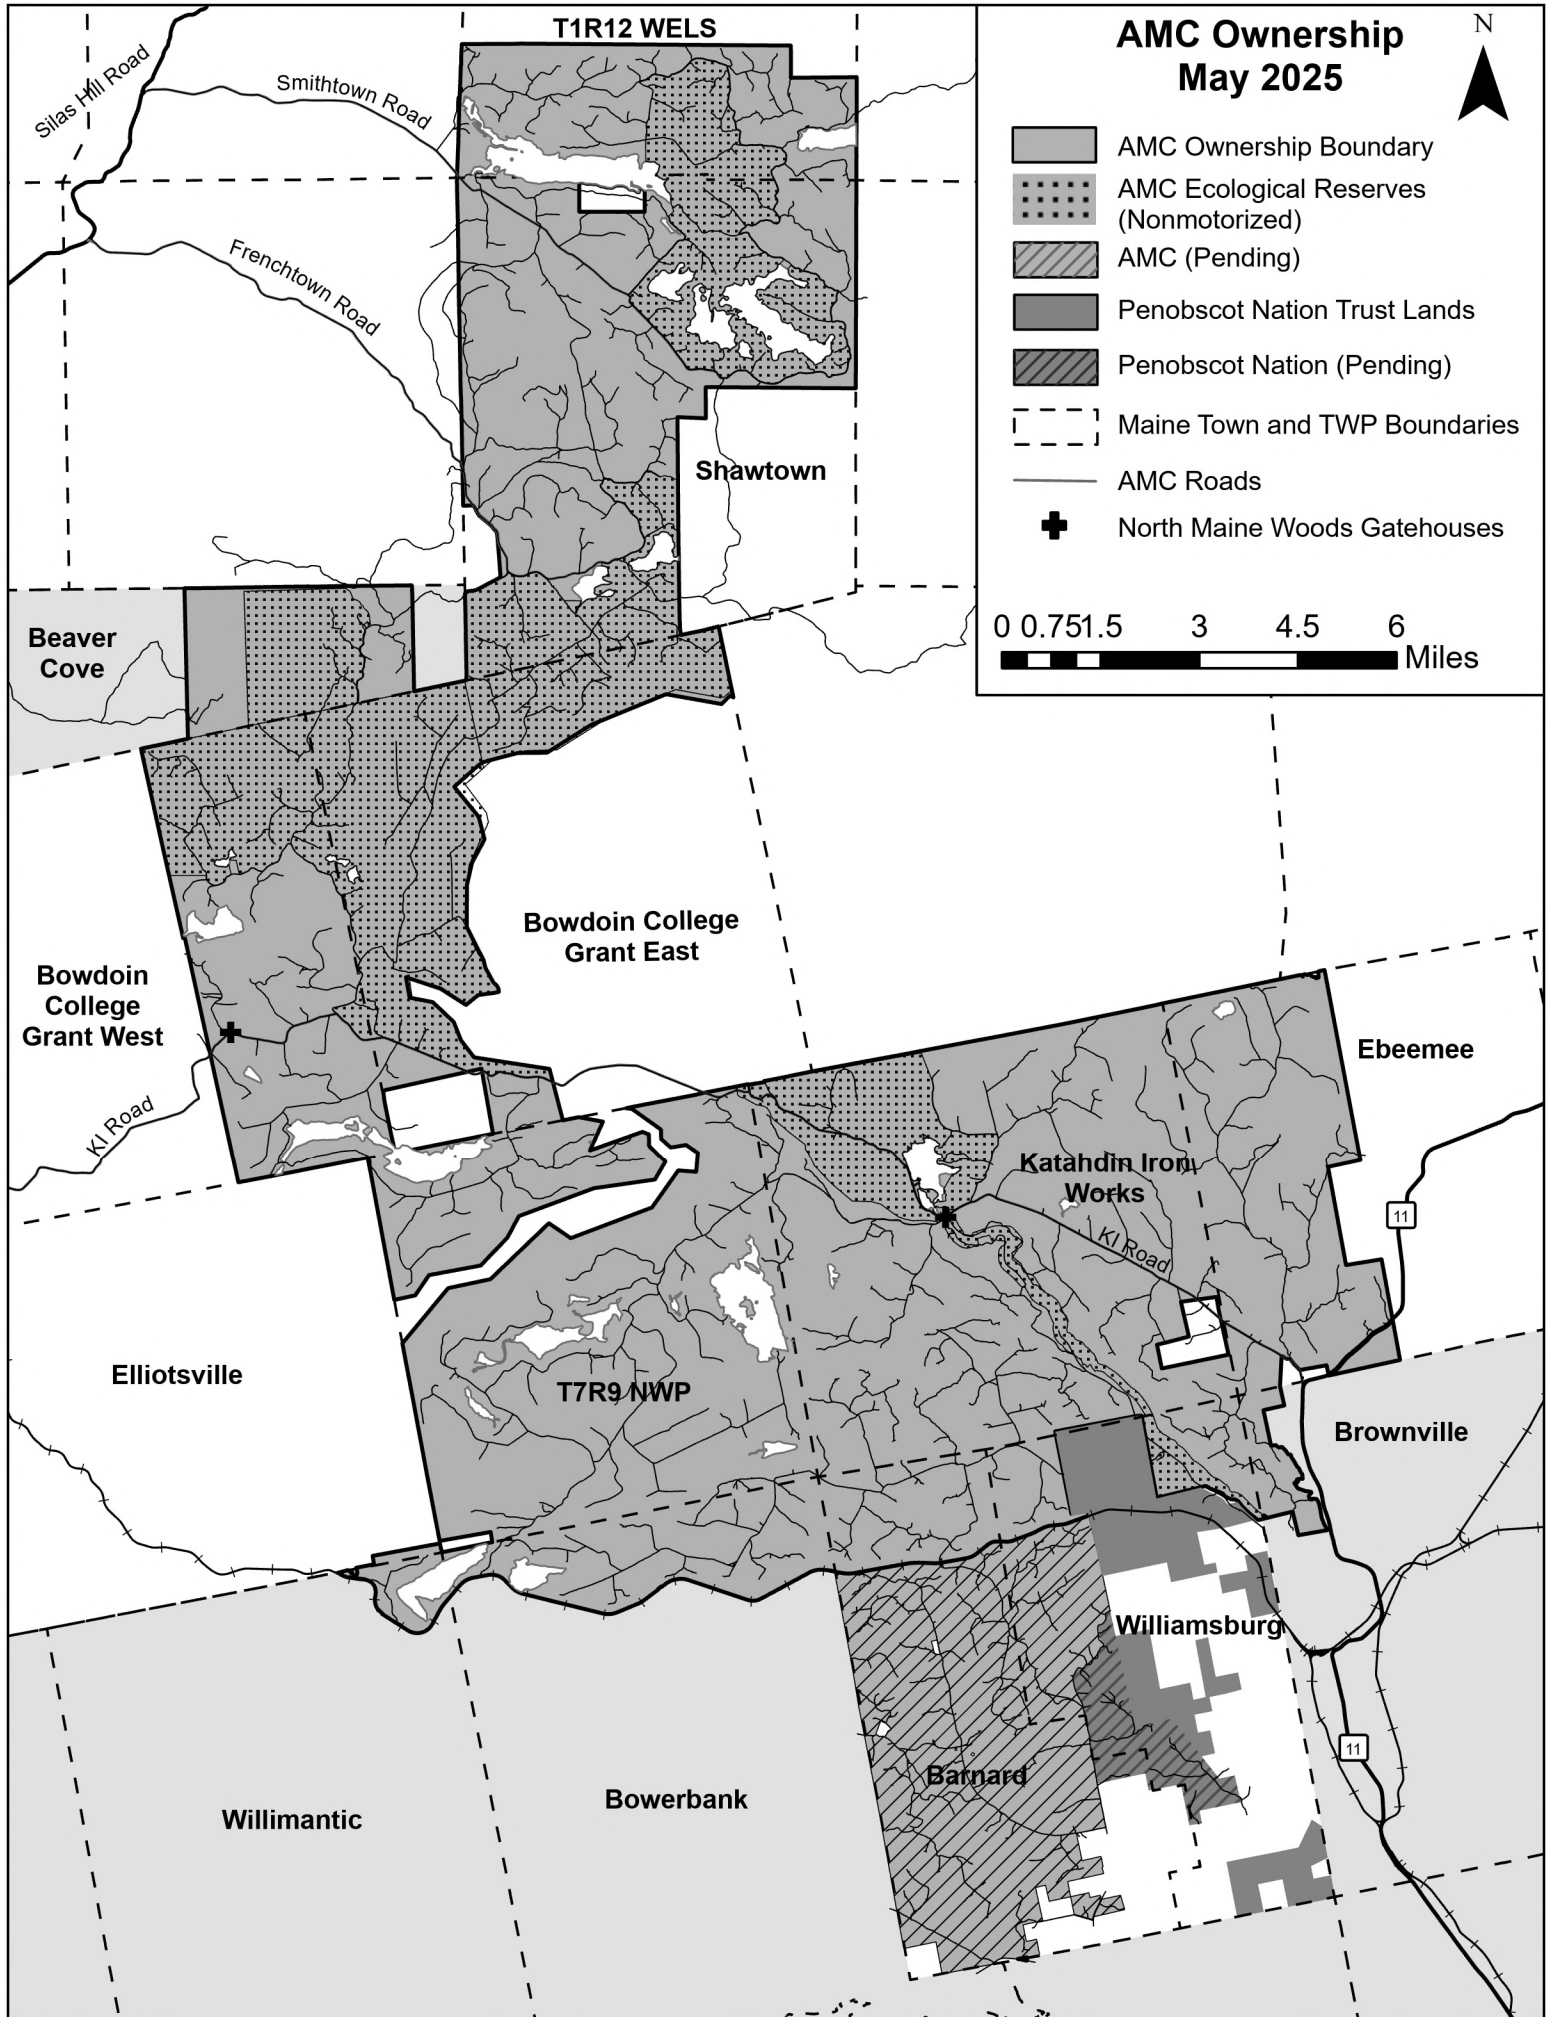 T1R12 WELS
AMC Ownership
May 2025
N
AMC Ownership Boundary
AMC Ecological Reserves
(Nonmotorized)
AMC (Pending)
Penobscot Nation Trust Lands
Penobscot Nation (Pending)
Maine Town and TWP Boundaries
AMC Roads
North Maine Woods Gatehouses
0 0.75 1.5 3 4.5 6
Miles
Silas Hill Road
Smithtown Road
Frenchtown Road
Shawtown
Beaver
Cove
Bowdoin College
Grant East
Bowdoin
College
Grant West
Ebeemee
KI Road
Katahdin Iron
Works
11
KI Road
Elliotsville
T7R9 NWP
Brownville
Williamsburg
11
Barnard
Bowerbank
Willimantic